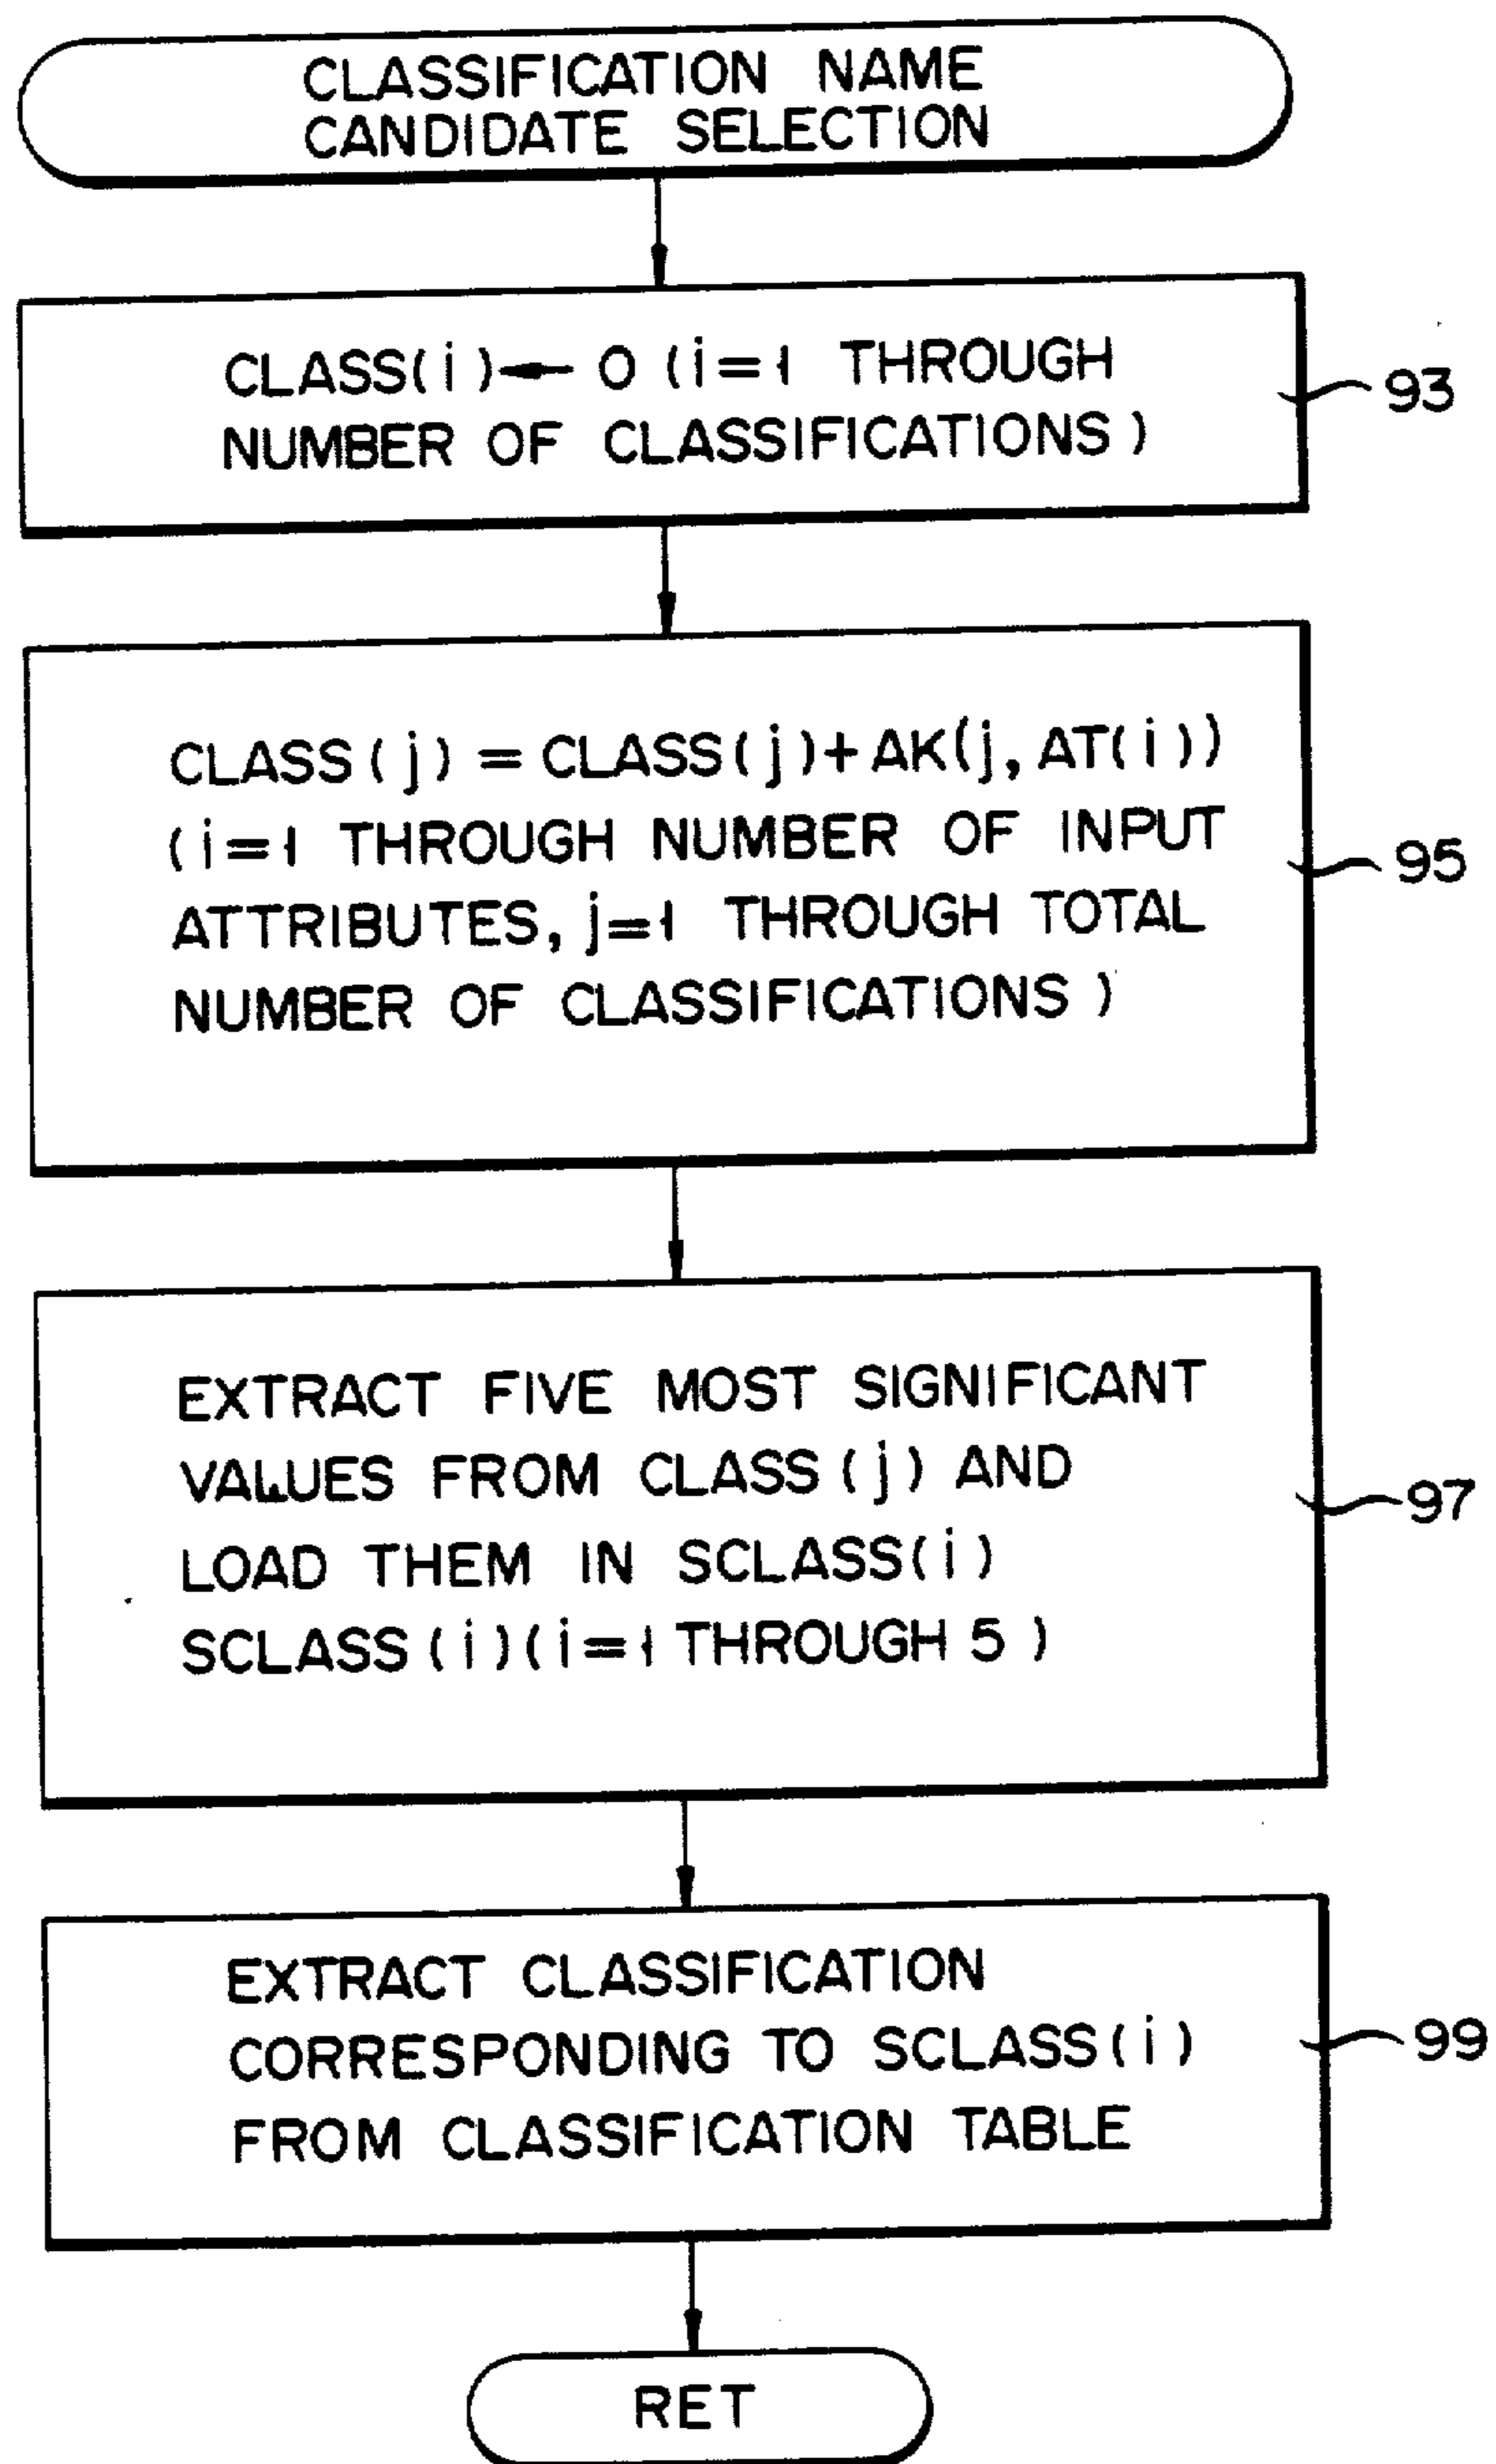 CLASSIFICATION NAME
CANDIDATE SELECTION
CLASS(i)← 0 (i=1 THROUGH
NUMBER OF CLASSIFICATIONS)
93
CLASS(j) = CLASS(j)+AK(j, AT(i))
(i=1 THROUGH NUMBER OF INPUT
ATTRIBUTES, j=1 THROUGH TOTAL
NUMBER OF CLASSIFICATIONS)
95
EXTRACT FIVE MOST SIGNIFICANT
VALUES FROM CLASS(j) AND
LOAD THEM IN SCLASS(i)
SCLASS(i)(i=1 THROUGH 5)
97
EXTRACT CLASSIFICATION
CORRESPONDING TO SCLASS(i)
FROM CLASSIFICATION TABLE
99
RET